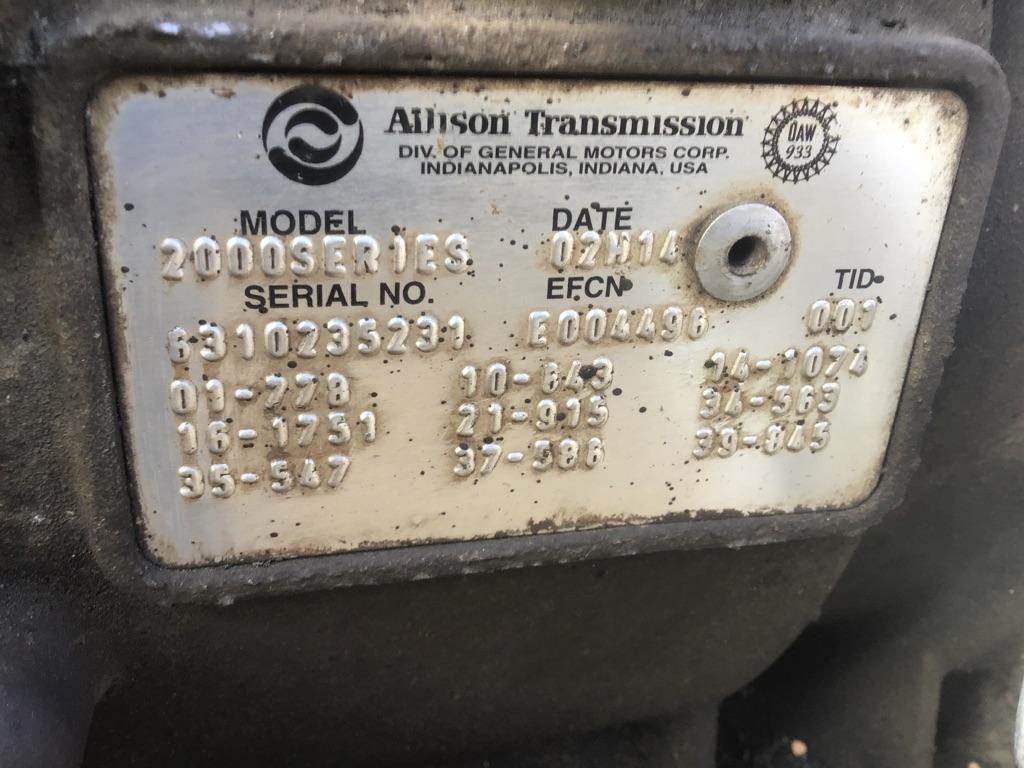 Allison Transmission
DIV. OF GENERAL MOTORS CORP.
INDIANAPOLIS, INDIANA, USA
UAW
933
MODEL DATE
2000SERIES 02H14
SERIAL NO. EFCN TID
6310235231 E004496 001
01-778 10-643 14-1074
16-1751 21-915 34-563
35-547 37-586 39-845